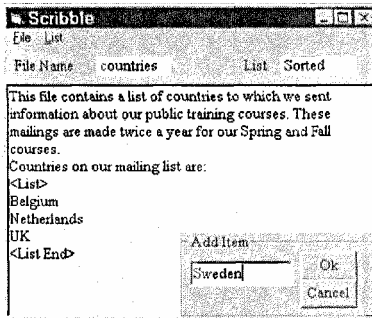 Scribble
File List
File Name countries List Sorted
This file contains a list of countries to which we sent
information about our public training courses. These
mailings are made twice a year for our Spring and Fall
courses.
Countries on our mailing list are:
<List>
Belgium
Netherlands
UK
<List End>
Add Item
Sweden
Ok
Cancel